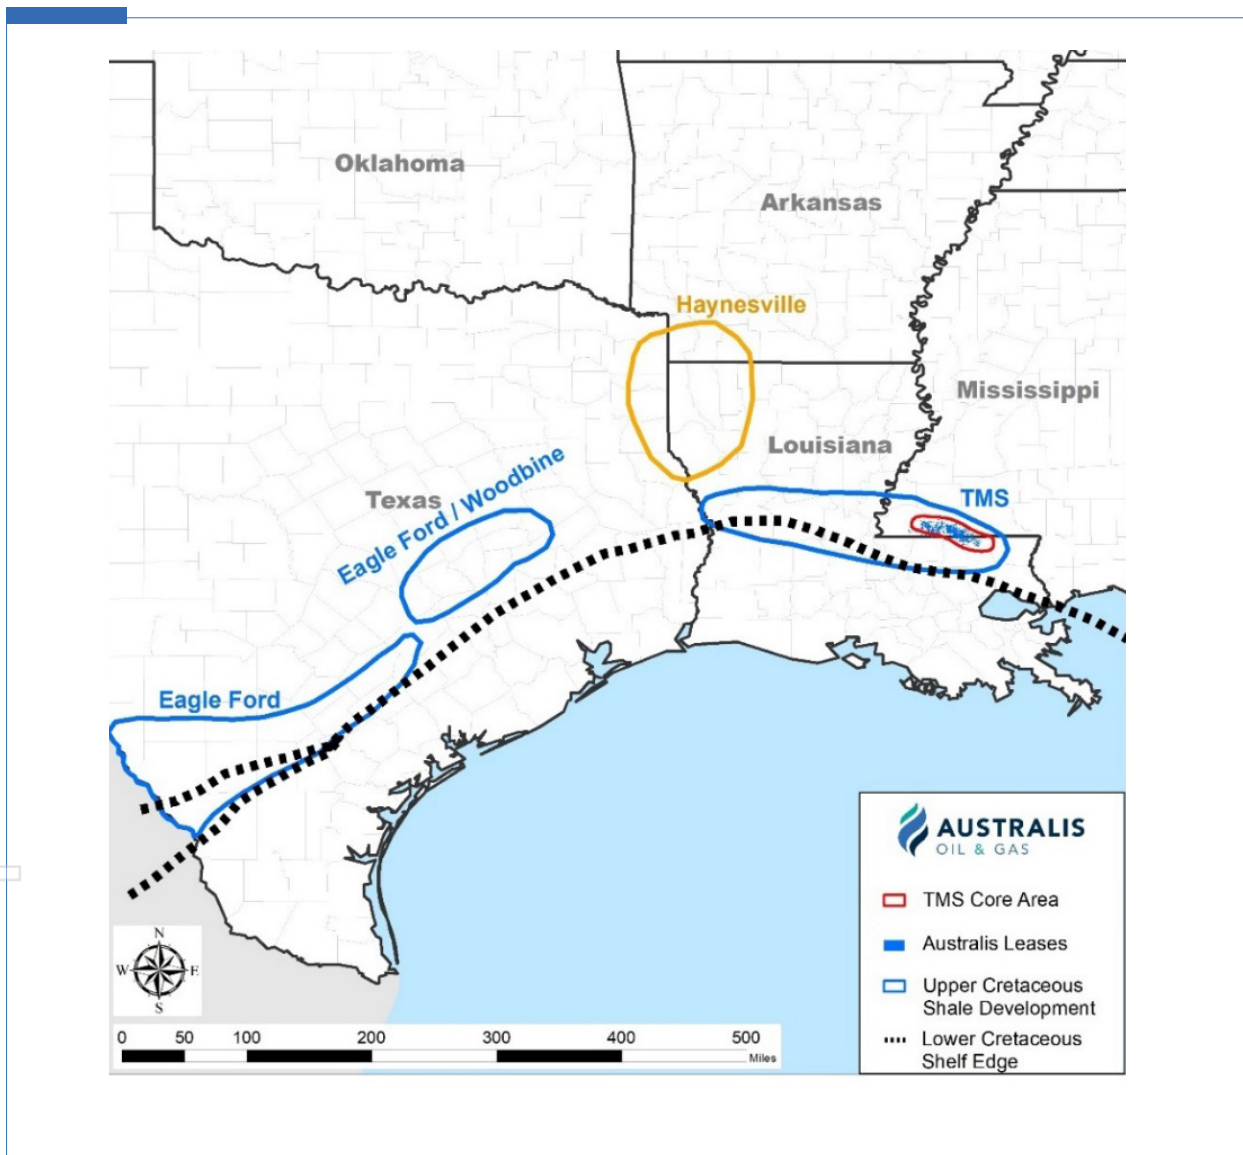 Oklahoma
Arkansas
Haynesville
Mississippi
Louisiana
Texas
Eagle Ford / Woodbine
TMS
Eagle Ford
AUSTRALIS
OIL & GAS
TMS Core Area
Australis Leases
Upper Cretaceous
Shale Development
Lower Cretaceous
Shelf Edge
N
W E
S
0 50 100 200 300 400 500
Miles